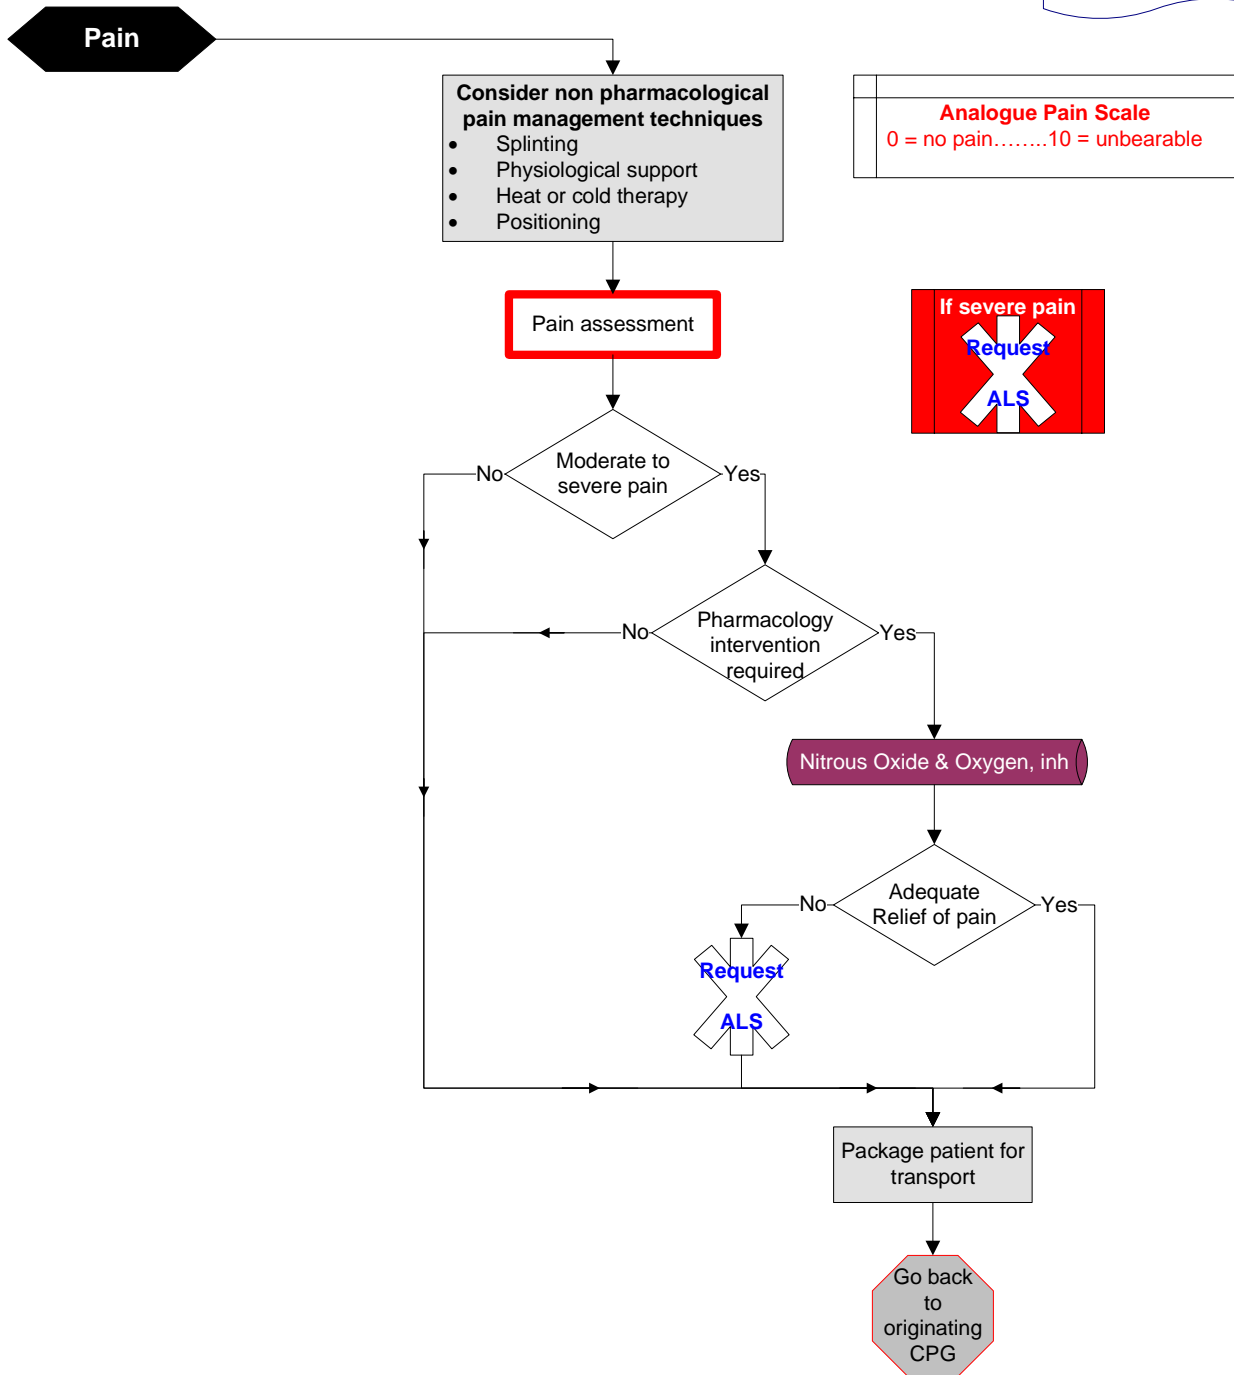 Pain
Consider non pharmacological
pain management techniques
• Splinting
• Physiological support
• Heat or cold therapy
• Positioning
Analogue Pain Scale
0 = no pain........10 = unbearable
Pain assessment
If severe pain
Request
ALS
Moderate to
severe pain
No
Yes
Pharmacology
intervention
required
No
Yes
Nitrous Oxide & Oxygen, inh
Adequate
Relief of pain
No
Yes
Request
ALS
Package patient for
transport
Go back
to
originating
CPG